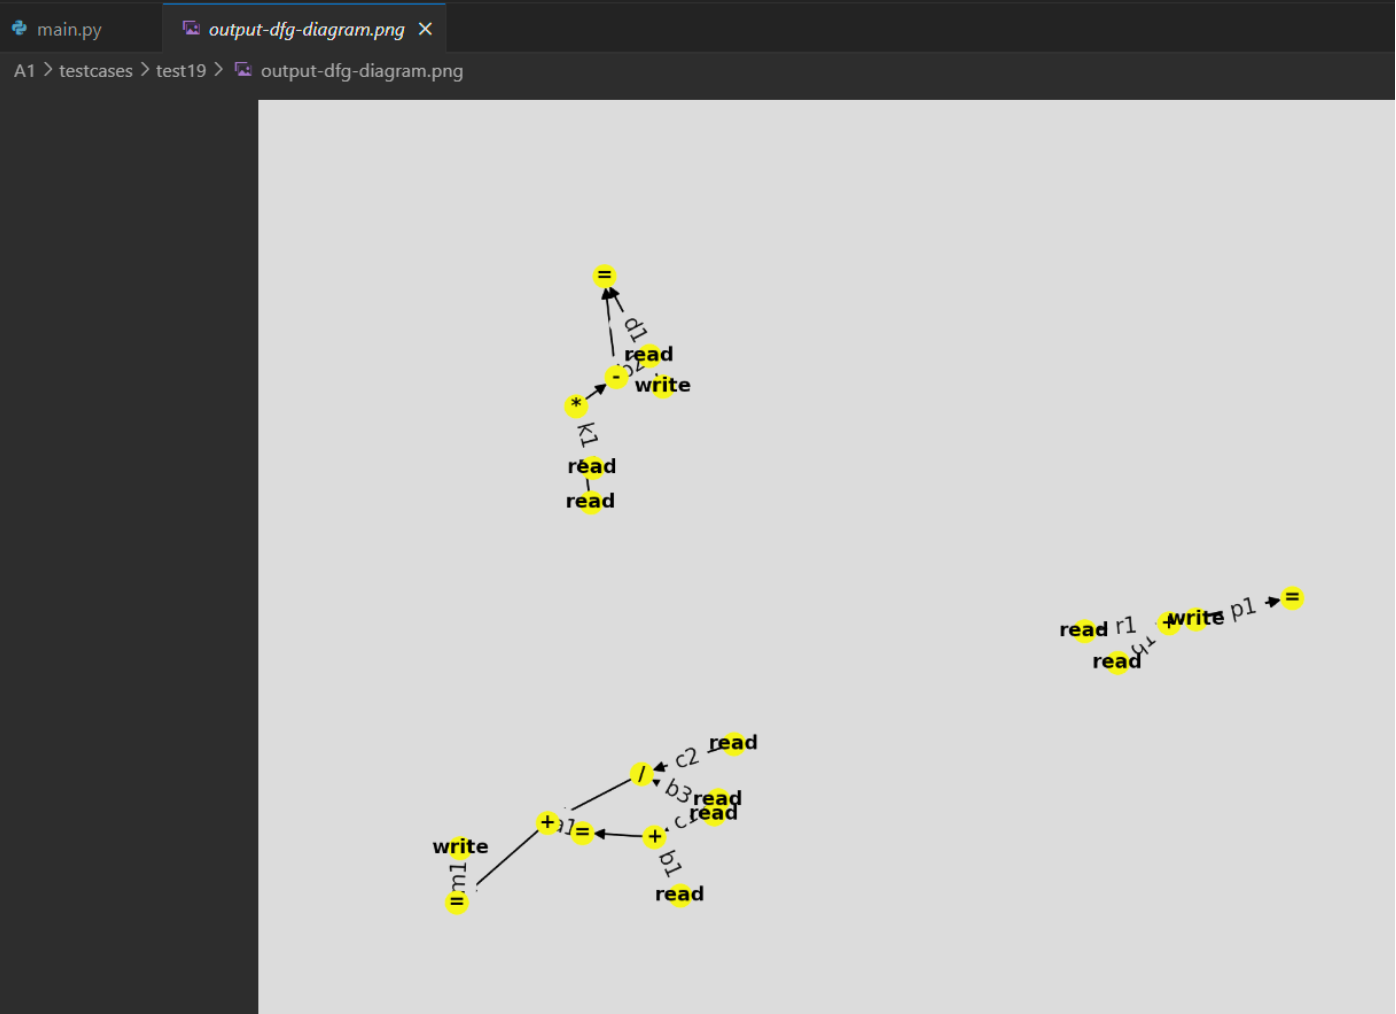 main.py
output-dfg-diagram.png
A1 > testcases > test19 > output-dfg-diagram.png
=
d1
read
-
write
*
k1
read
read
=
p1
write
+
r1
read
read
read
c2
/
b3
read
read
+
=
+
b1
write
m1
read
=